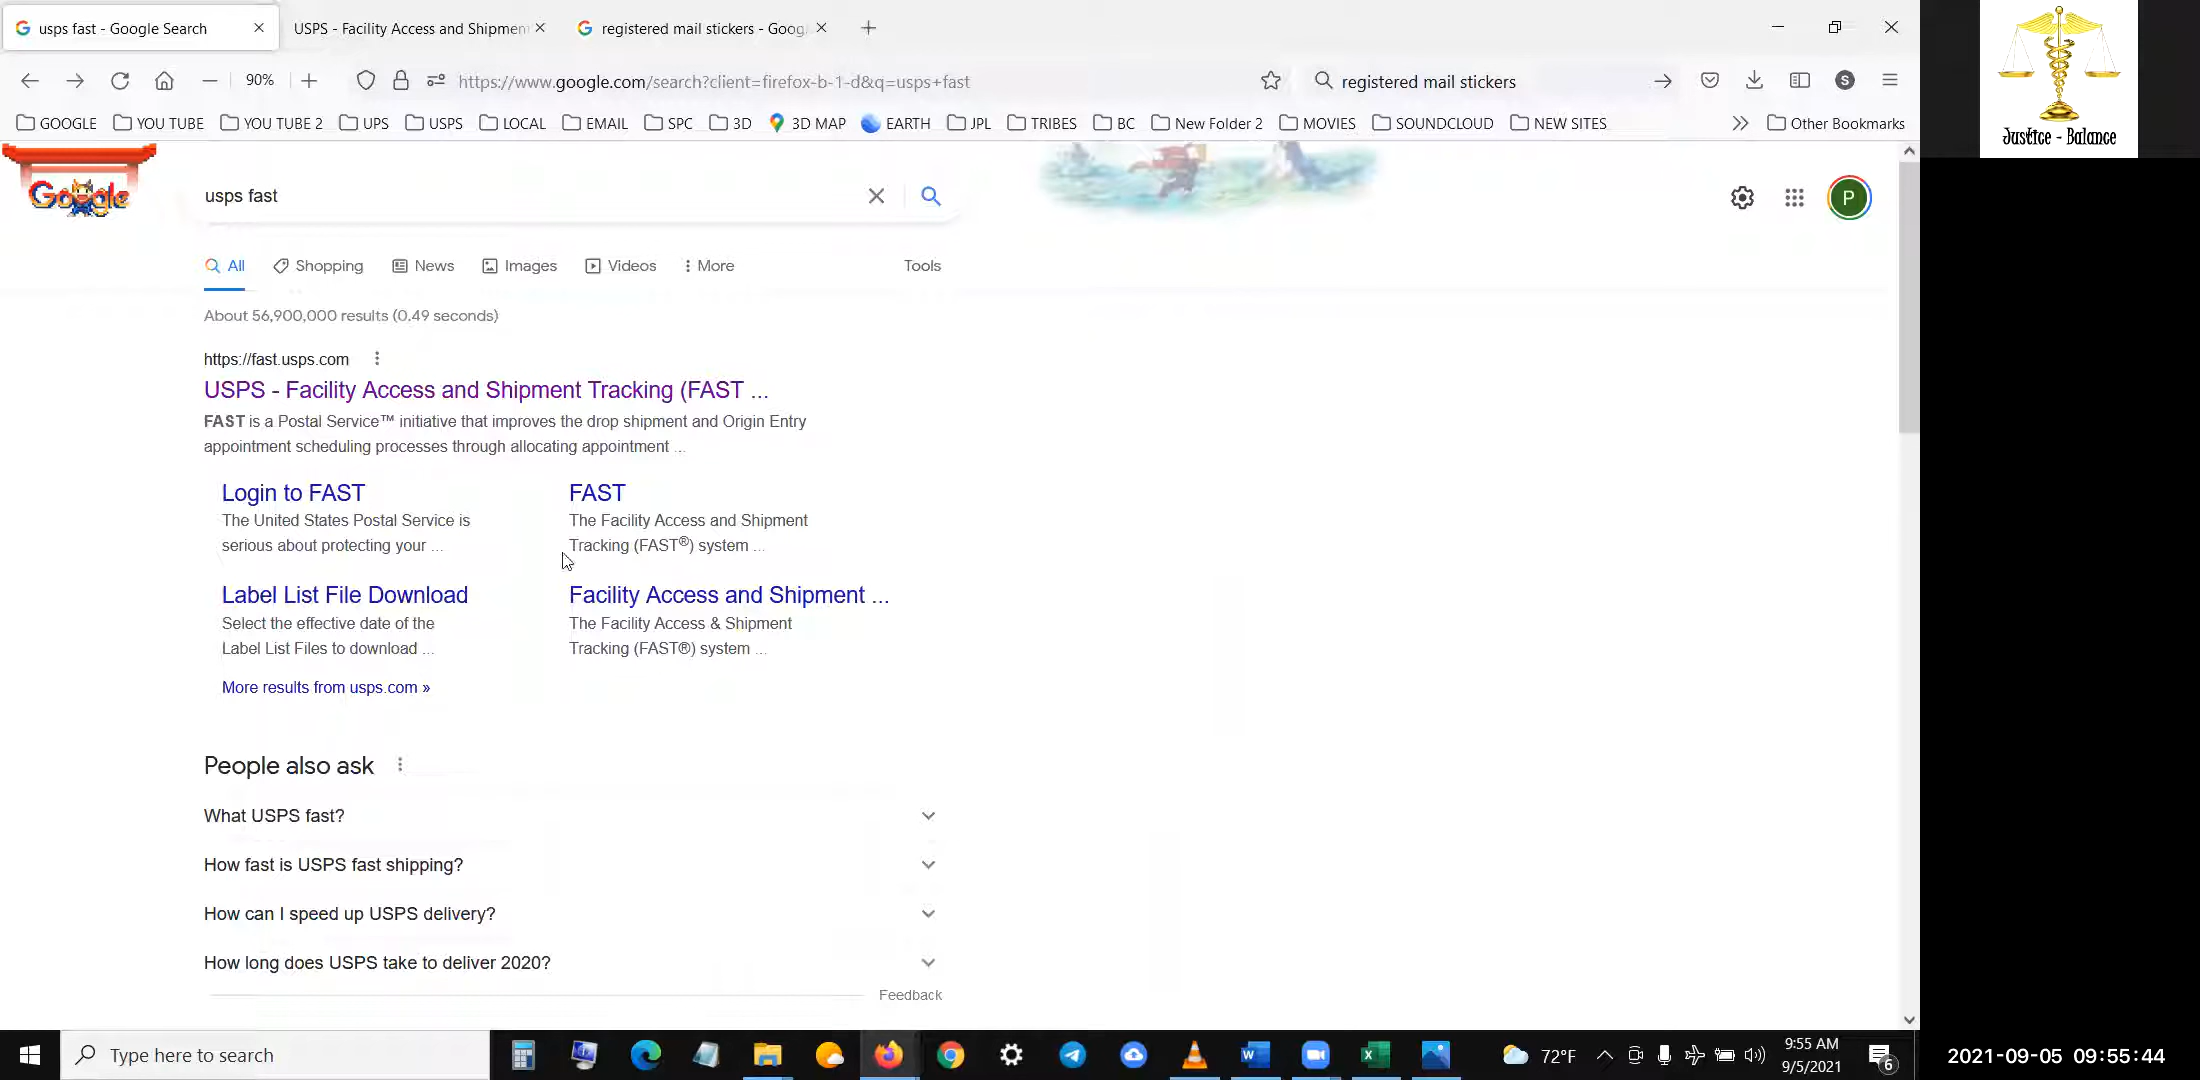 usps fast - Google Search
USPS - Facility Access and Shipmen
registered mail stickers - Goog
90%
https://www.google.com/search?client=firefox-b-1-d&q=usps+fast
registered mail stickers
S
GOOGLE YOU TUBE YOU TUBE 2 UPS USPS LOCAL EMAIL SPC 3D 3D MAP EARTH JPL TRIBES BC New Folder 2 MOVIES SOUNDCLOUD NEW SITES Other Bookmarks
Justice - Balance
Google
usps fast
P
All Shopping News Images Videos More Tools
About 56,900,000 results (0.49 seconds)
https://fast.usps.com
USPS - Facility Access and Shipment Tracking (FAST ...
FAST is a Postal Service™ initiative that improves the drop shipment and Origin Entry
appointment scheduling processes through allocating appointment ...
Login to FAST
The United States Postal Service is
serious about protecting your ...
FAST
The Facility Access and Shipment
Tracking (FAST®) system ...
Label List File Download
Select the effective date of the
Label List Files to download ...
Facility Access and Shipment ...
The Facility Access & Shipment
Tracking (FAST®) system ...
More results from usps.com »
People also ask
What USPS fast?
How fast is USPS fast shipping?
How can I speed up USPS delivery?
How long does USPS take to deliver 2020?
Feedback
Type here to search
72°F
9:55 AM
9/5/2021
6
2021-09-05 09:55:44